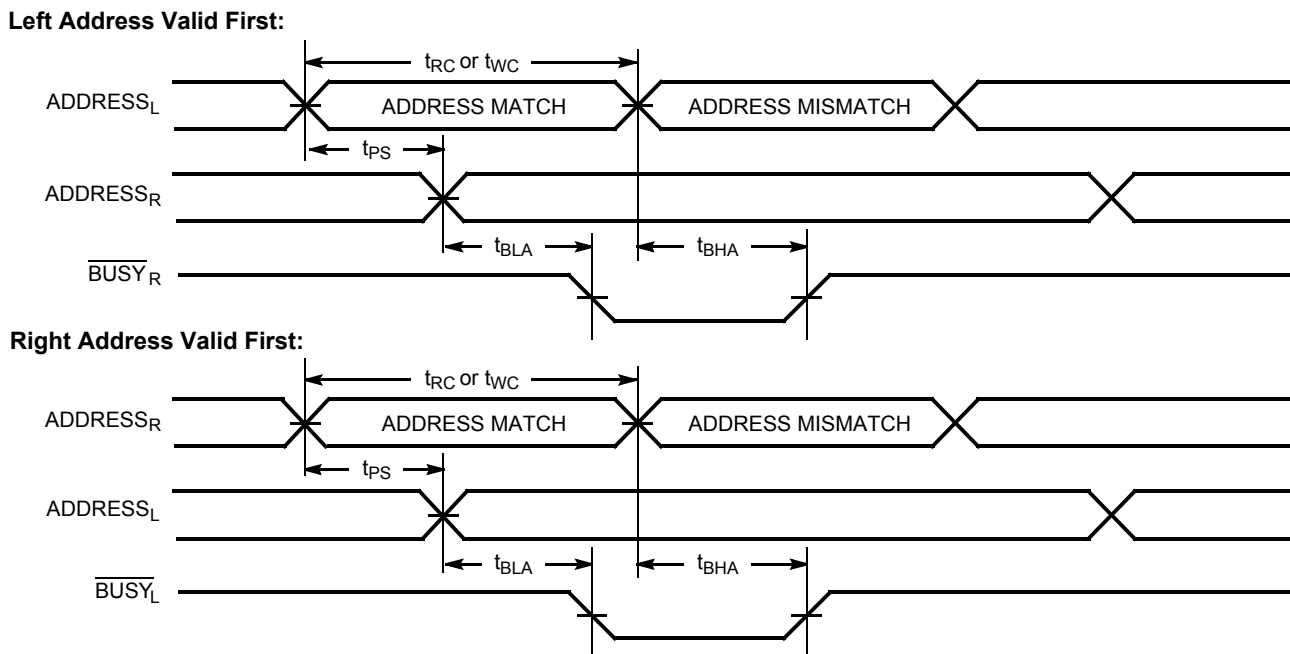 Left Address Valid First:
tRC or tWC
ADDRESSL
ADDRESS MATCH
ADDRESS MISMATCH
tPS
ADDRESSR
tBLA
tBHA
BUSYR
Right Address Valid First:
tRC or tWC
ADDRESSR
ADDRESS MATCH
ADDRESS MISMATCH
tPS
ADDRESSL
tBLA
tBHA
BUSYL